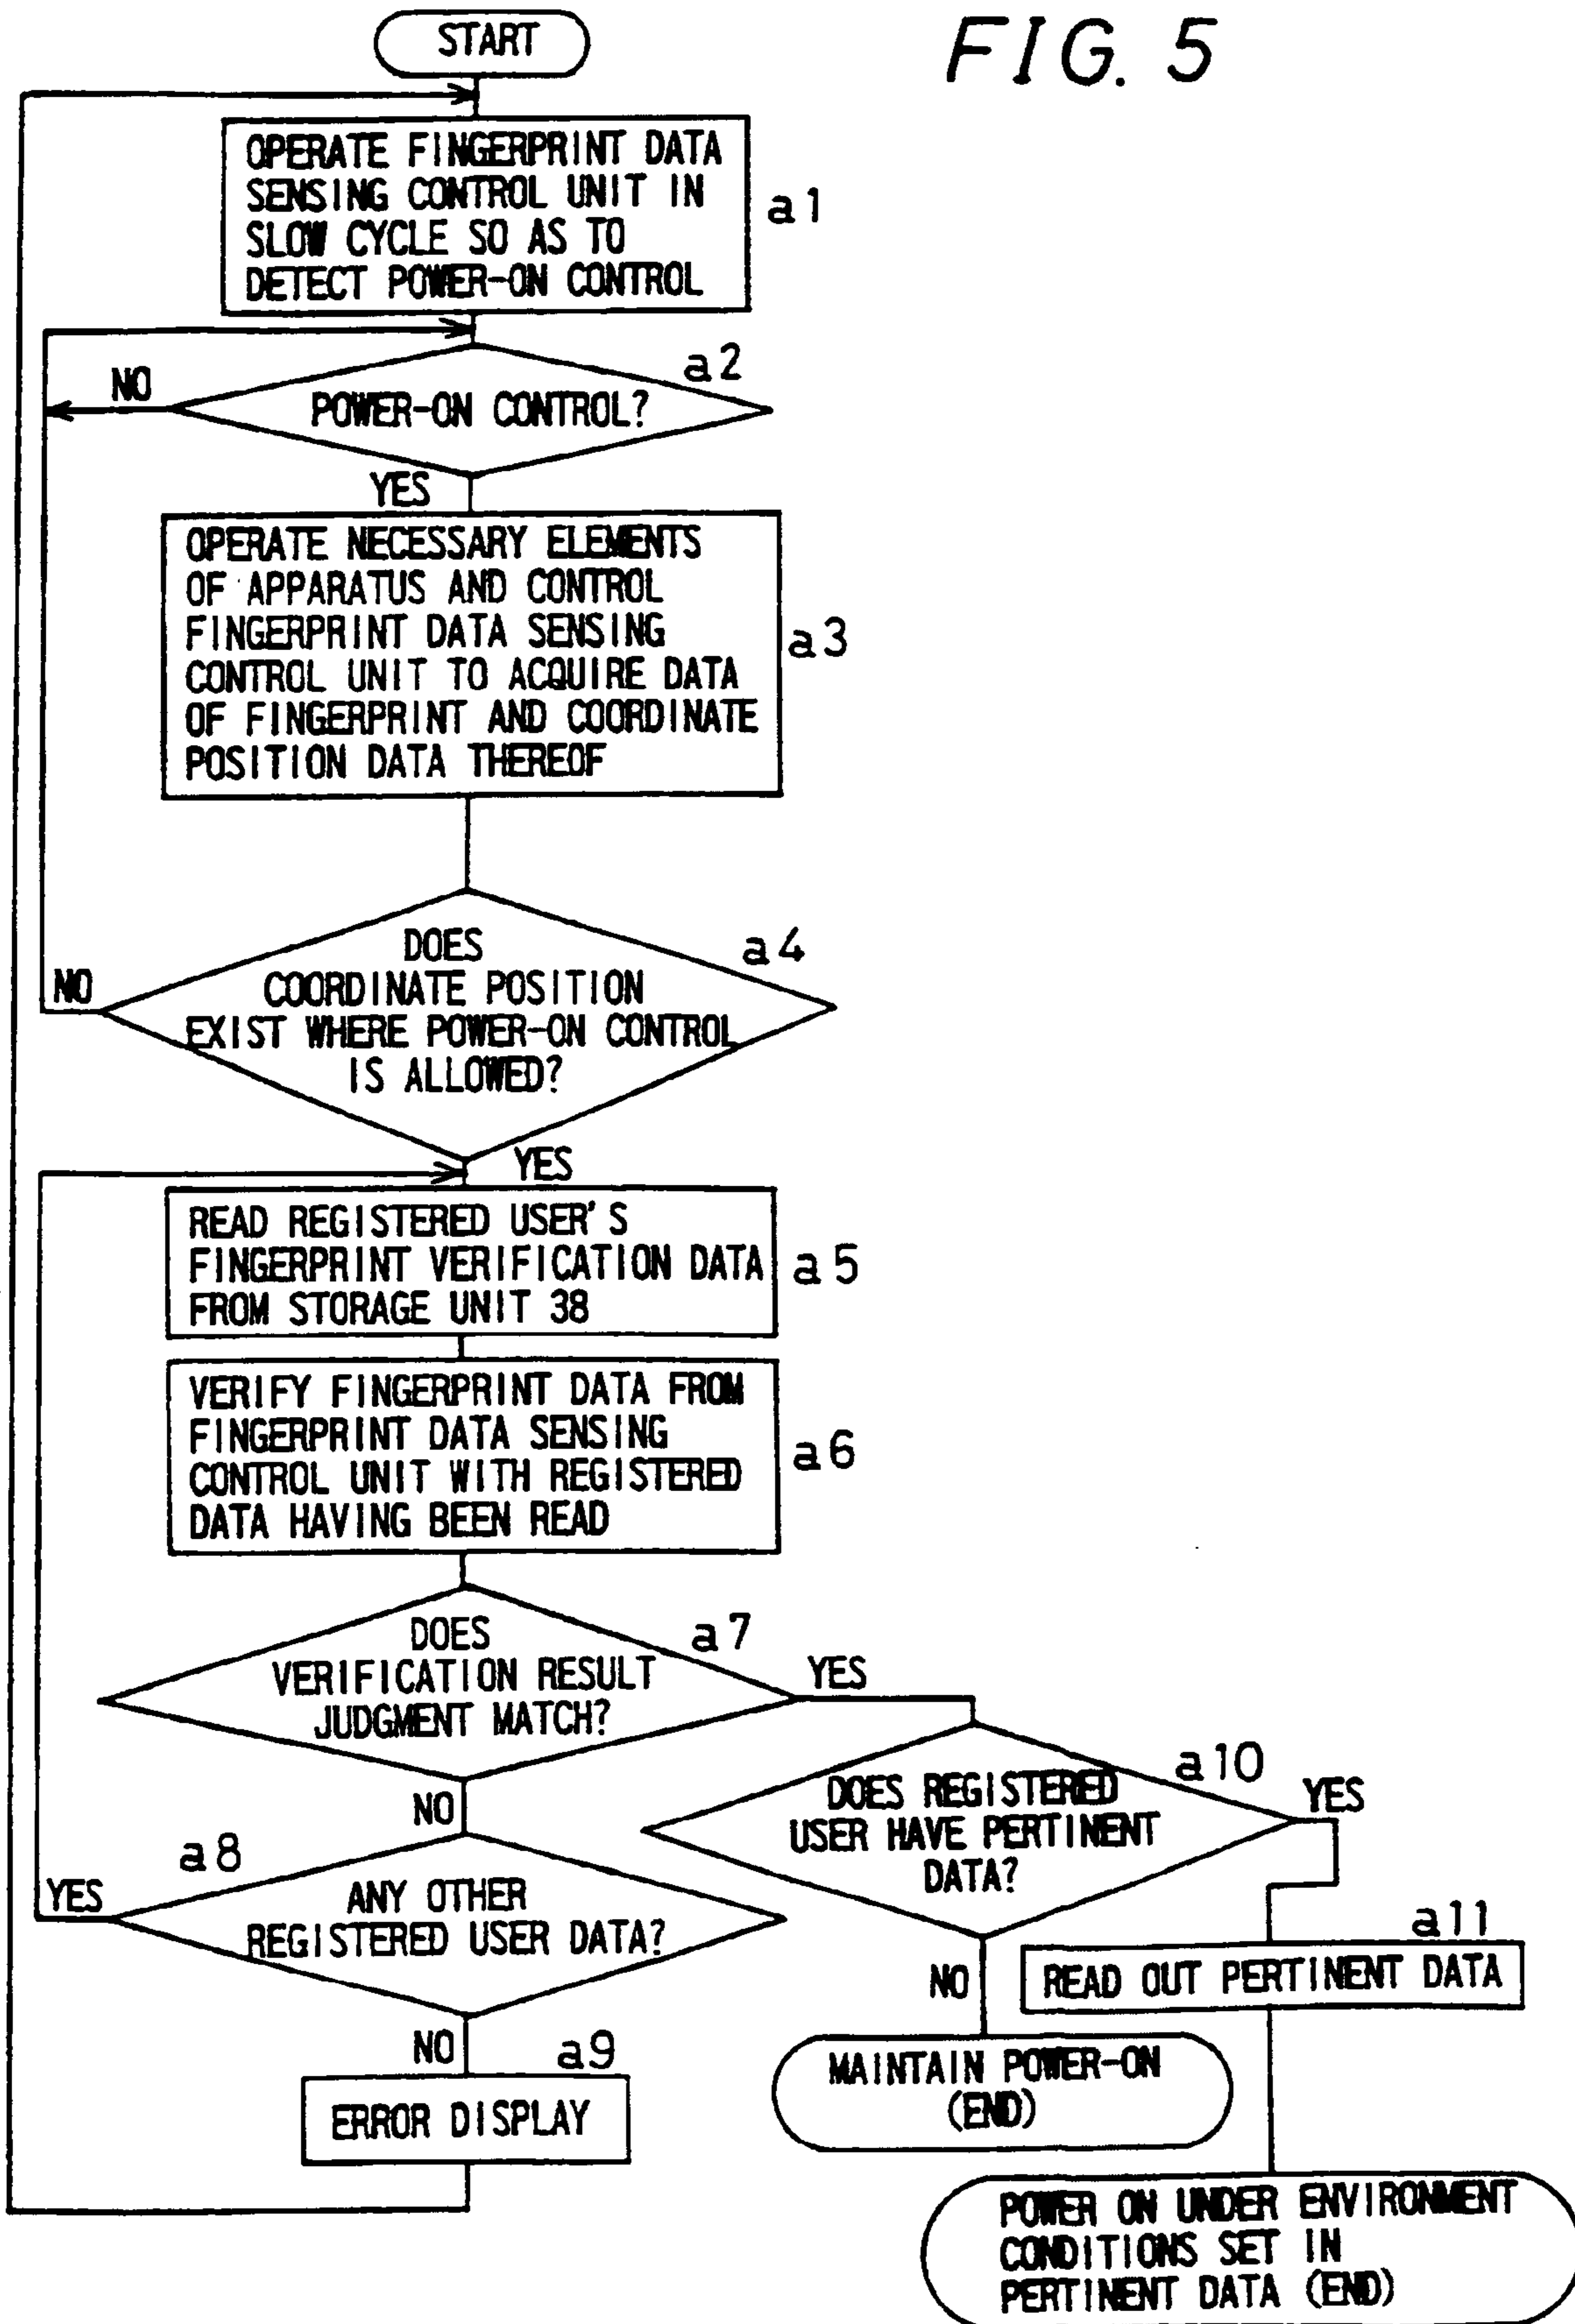 FIG. 5
START
OPERATE FINGERPRINT DATA
SENSING CONTROL UNIT IN
SLOW CYCLE SO AS TO
DETECT POWER-ON CONTROL
a1
a2
NO
POWER-ON CONTROL?
YES
OPERATE NECESSARY ELEMENTS
OF APPARATUS AND CONTROL
FINGERPRINT DATA SENSING
CONTROL UNIT TO ACQUIRE DATA
OF FINGERPRINT AND COORDINATE
POSITION DATA THEREOF
a3
DOES
COORDINATE POSITION
EXIST WHERE POWER-ON CONTROL
IS ALLOWED?
a4
NO
YES
READ REGISTERED USER'S
FINGERPRINT VERIFICATION DATA
FROM STORAGE UNIT 38
a5
VERIFY FINGERPRINT DATA FROM
FINGERPRINT DATA SENSING
CONTROL UNIT WITH REGISTERED
DATA HAVING BEEN READ
a6
DOES
VERIFICATION RESULT
JUDGMENT MATCH?
a7
YES
NO
a8
YES
ANY OTHER
REGISTERED USER DATA?
NO
a9
ERROR DISPLAY
a10
DOES REGISTERED
USER HAVE PERTINENT
DATA?
YES
NO
a11
READ OUT PERTINENT DATA
MAINTAIN POWER-ON
(END)
POWER ON UNDER ENVIRONMENT
CONDITIONS SET IN
PERTINENT DATA (END)